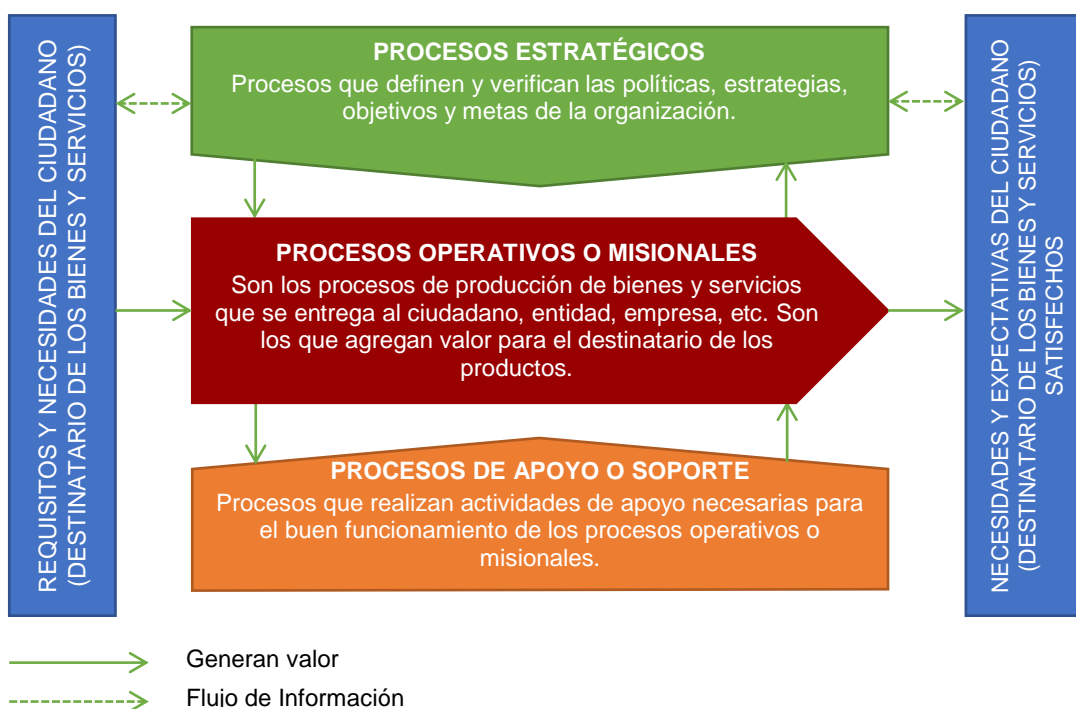 REQUISITOS Y NECESIDADES DEL CIUDADANO
(DESTINATARIO DE LOS BIENES Y SERVICIOS)
PROCESOS ESTRATÉGICOS
Procesos que definen y verifican las políticas, estrategias,
objetivos y metas de la organización.
PROCESOS OPERATIVOS O MISIONALES
Son los procesos de producción de bienes y servicios
que se entrega al ciudadano, entidad, empresa, etc. Son
los que agregan valor para el destinatario de los
productos.
PROCESOS DE APOYO O SOPORTE
Procesos que realizan actividades de apoyo necesarias para
el buen funcionamiento de los procesos operativos o
misionales.
NECESIDADES Y EXPECTATIVAS DEL CIUDADANO
(DESTINATARIO DE LOS BIENES Y SERVICIOS)
SATISFECHOS
Generan valor
Flujo de Información